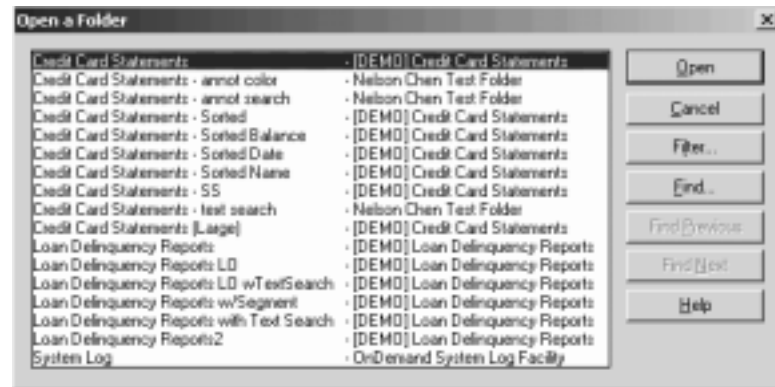 Open a Folder
Credit Card Statements - [DEMO] Credit Card Statements
Credit Card Statements - annot color - Nelson Chen Test Folder
Credit Card Statements - annot search - Nelson Chen Test Folder
Credit Card Statements - Sorted - [DEMO] Credit Card Statements
Credit Card Statements - Sorted Balance - [DEMO] Credit Card Statements
Credit Card Statements - Sorted Date - [DEMO] Credit Card Statements
Credit Card Statements - Sorted Name - [DEMO] Credit Card Statements
Credit Card Statements - SS - [DEMO] Credit Card Statements
Credit Card Statements - text search - Nelson Chen Test Folder
Credit Card Statements (Large) - [DEMO] Credit Card Statements
Loan Delinquency Reports - [DEMO] Loan Delinquency Reports
Loan Delinquency Reports LO - [DEMO] Loan Delinquency Reports
Loan Delinquency Reports LO wTextSearch - [DEMO] Loan Delinquency Reports
Loan Delinquency Reports w/Segment - [DEMO] Loan Delinquency Reports
Loan Delinquency Reports with Text Search - [DEMO] Loan Delinquency Reports
Loan Delinquency Reports2 - [DEMO] Loan Delinquency Reports
System Log - OnDemand System Log Facility
Open
Cancel
Filter...
Find...
Find Previous
Find Next
Help